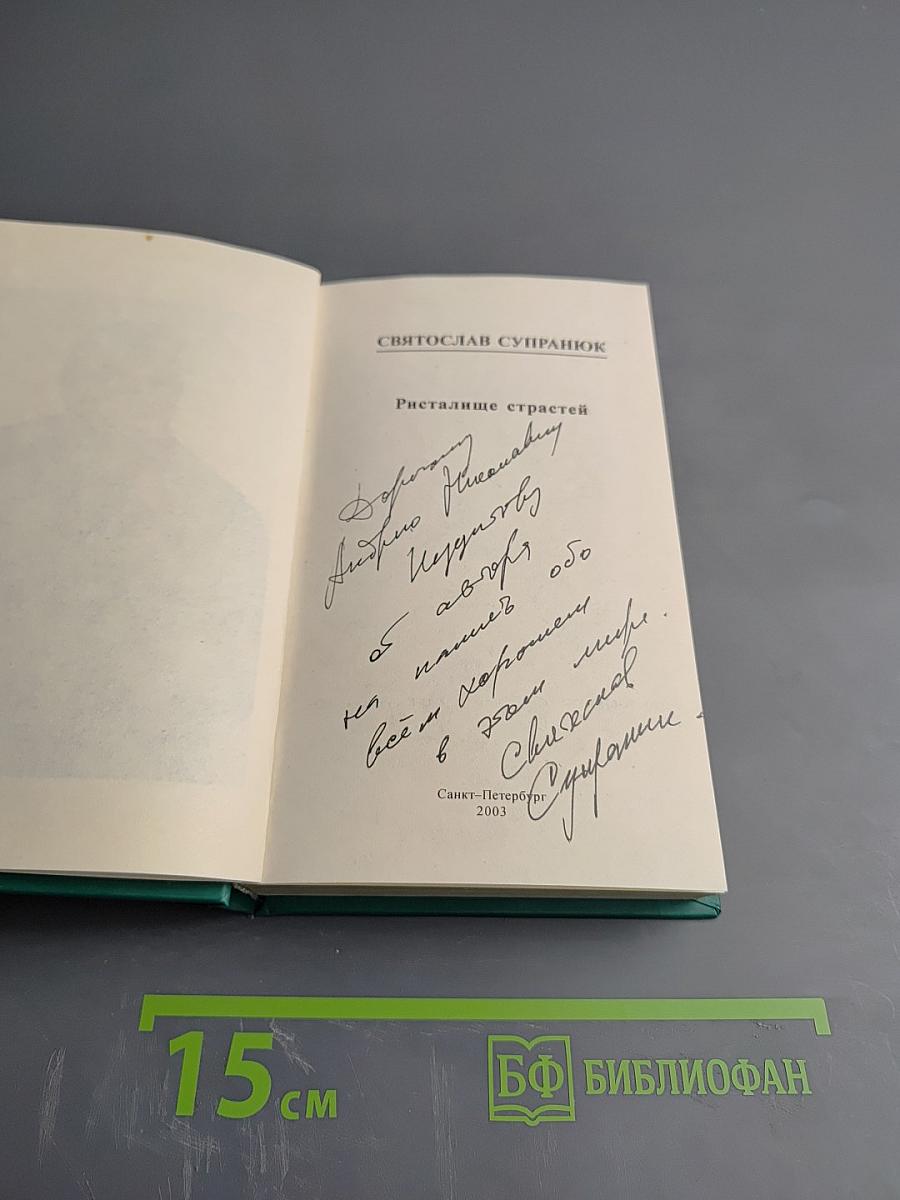 СВЯТОСЛАВ СУПРАНЮК
Ристалище страстей
Дорогому
Андрею Николаевичу
от автора
на память обо
всём хорошем
в этом мире.
Святослав
Супранюк.
Санкт–Петербург
2003
15 см
БФ БИБЛИОФАН